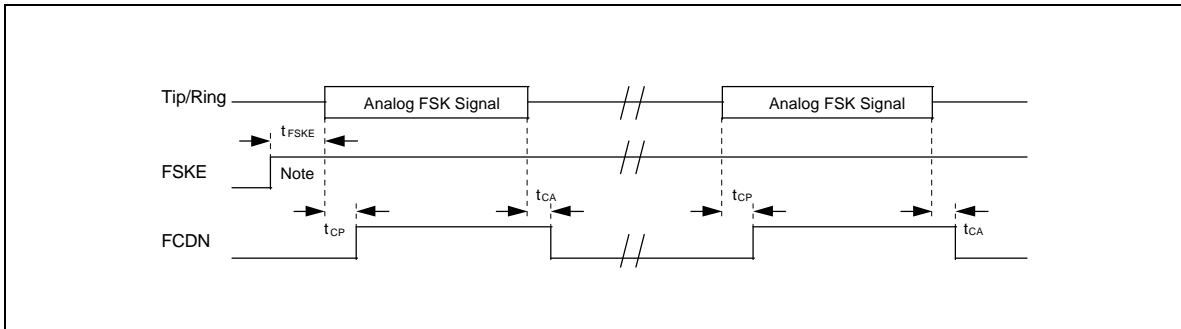 Tip/Ring
Analog FSK Signal
Analog FSK Signal
tFSKE
FSKE
Note
tCA
tCP
tCP
tCA
FCDN